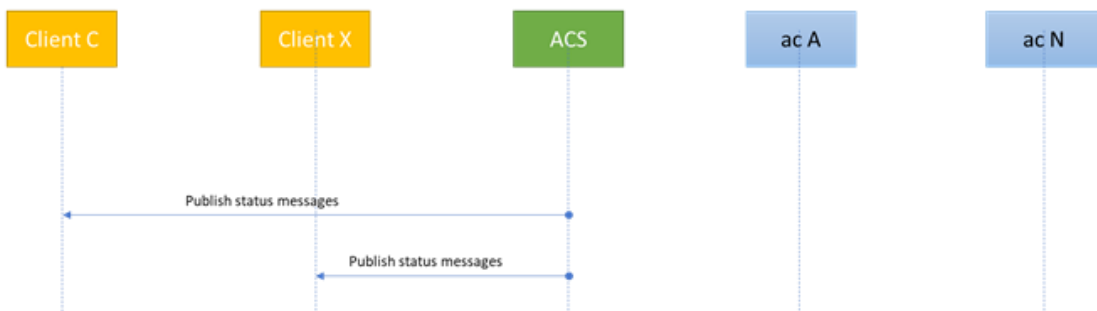 Client C
Client X
ACS
ac A
ac N
Publish status messages
Publish status messages